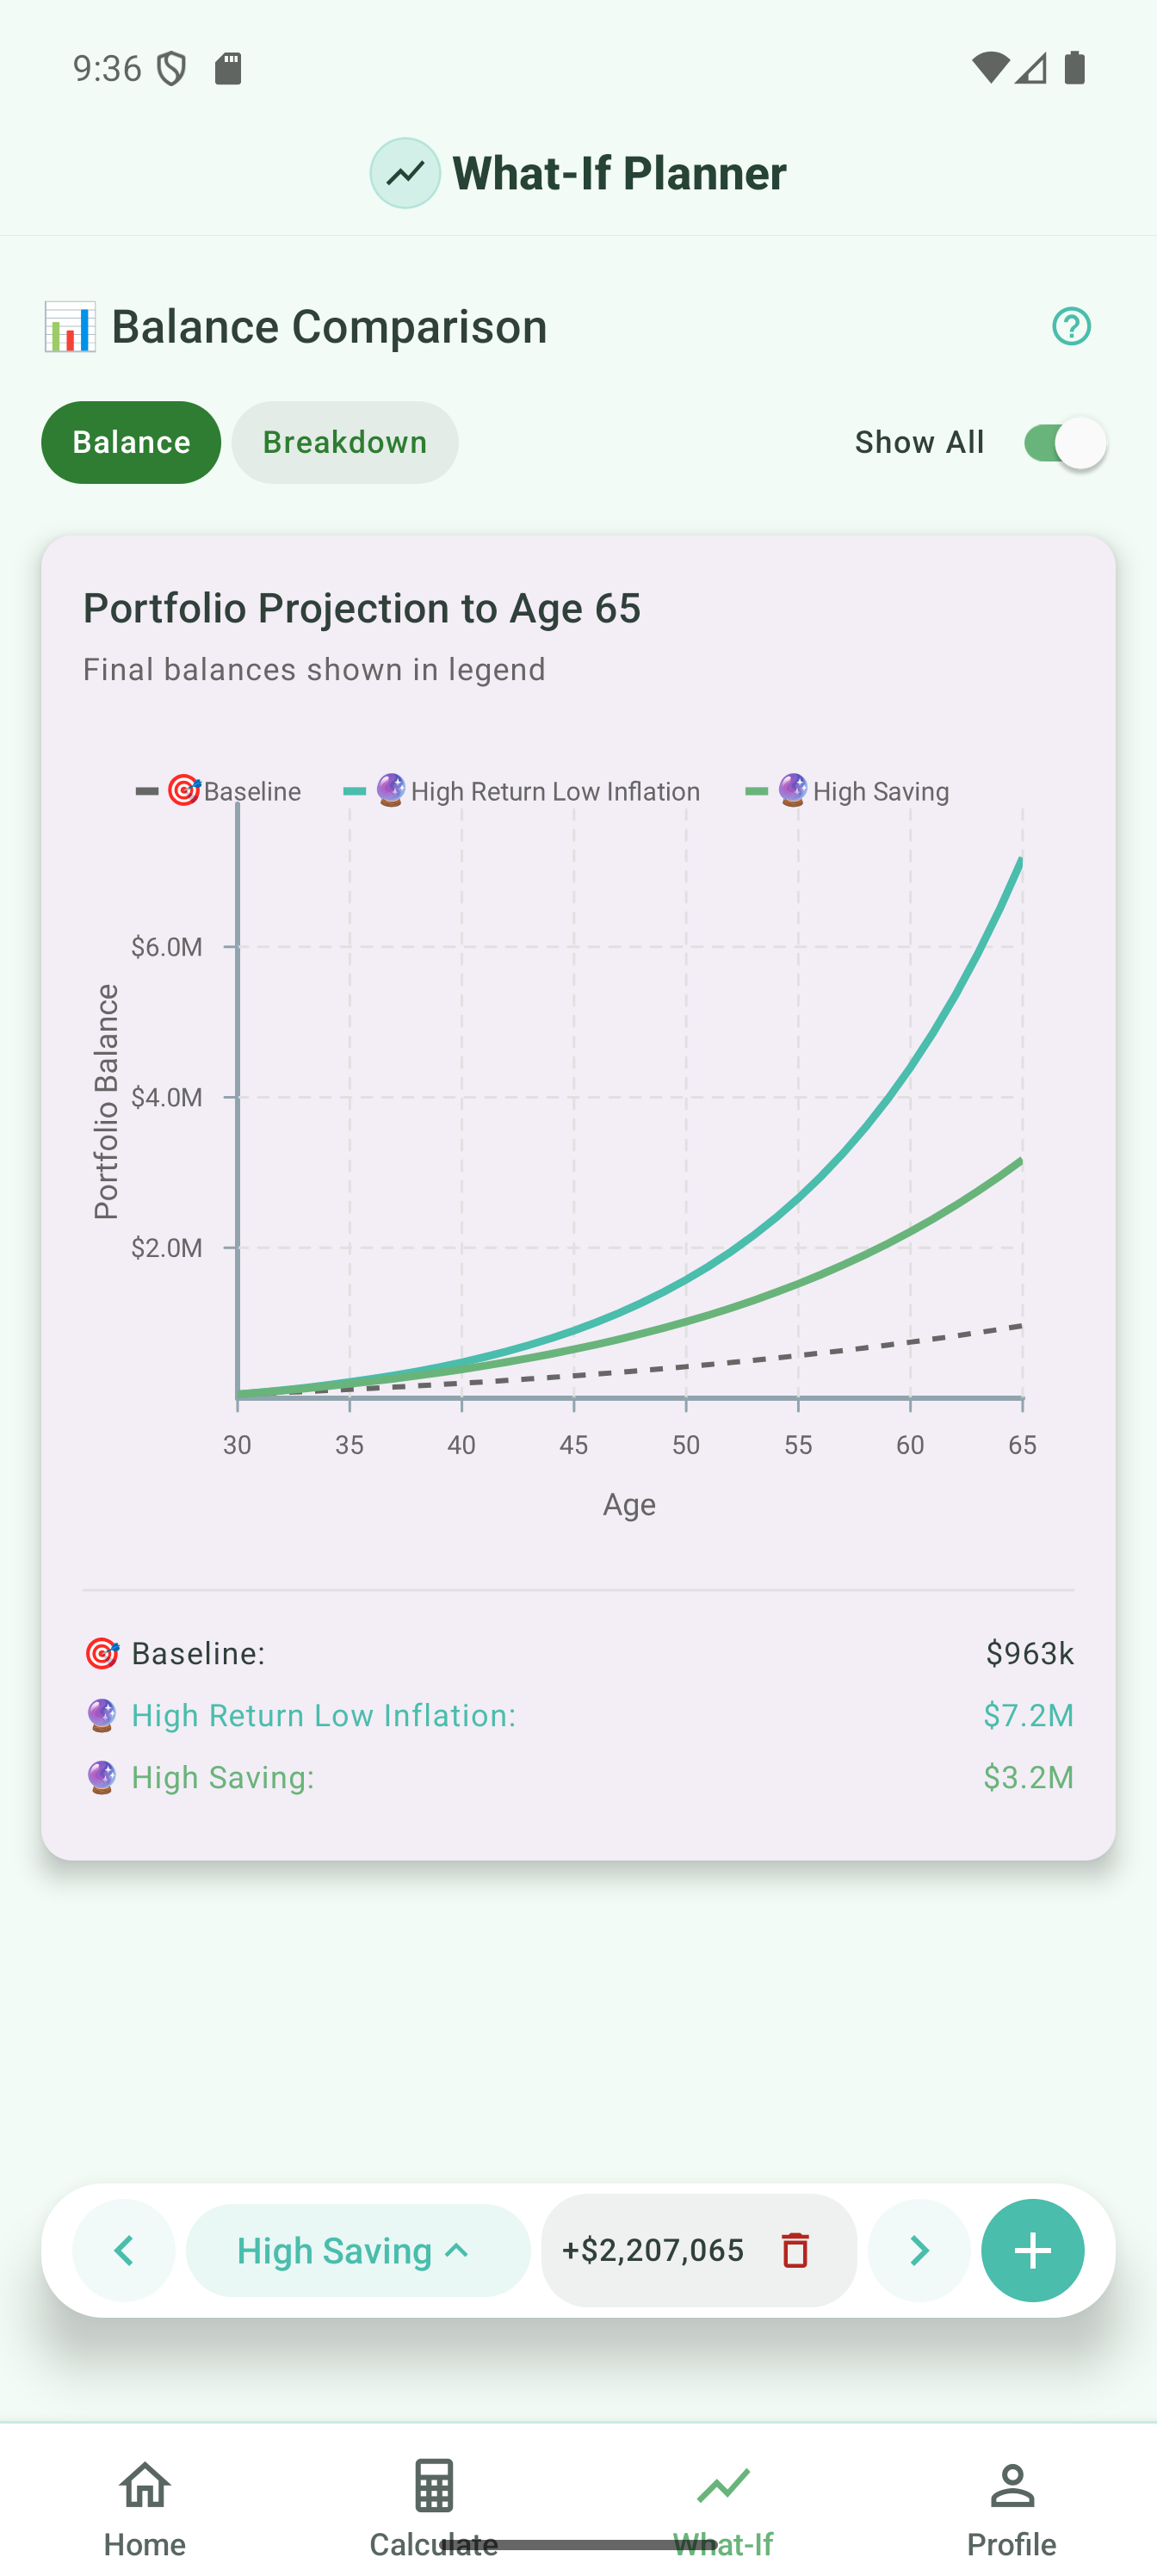 9:36
What-If Planner
Balance Comparison
Balance Breakdown Show All
Portfolio Projection to Age 65
Final balances shown in legend
Baseline High Return Low Inflation High Saving
Portfolio Balance
$6.0M
$4.0M
$2.0M
30 35 40 45 50 55 60 65
Age
Baseline: $963k
High Return Low Inflation: $7.2M
High Saving: $3.2M
High Saving +$2,207,065
Home Calculate What-If Profile